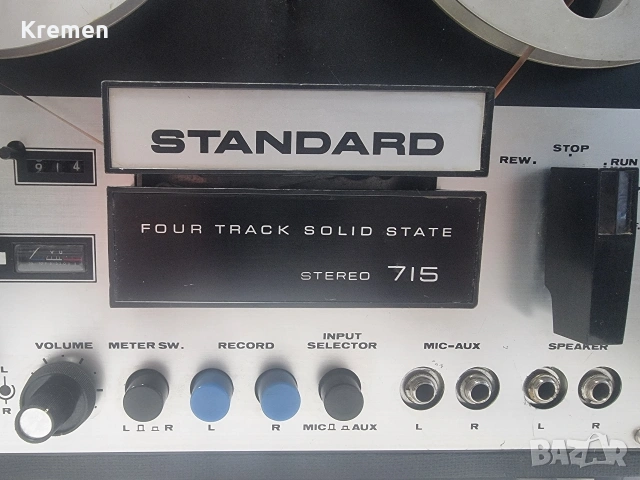 Kremen
STANDARD
914
VU
FOUR TRACK SOLID STATE
STEREO 715
REW. STOP RUN
VOLUME METER SW. RECORD INPUT SELECTOR MIC-AUX SPEAKER
L
R
L R L R MIC AUX L R L R
BAZAR